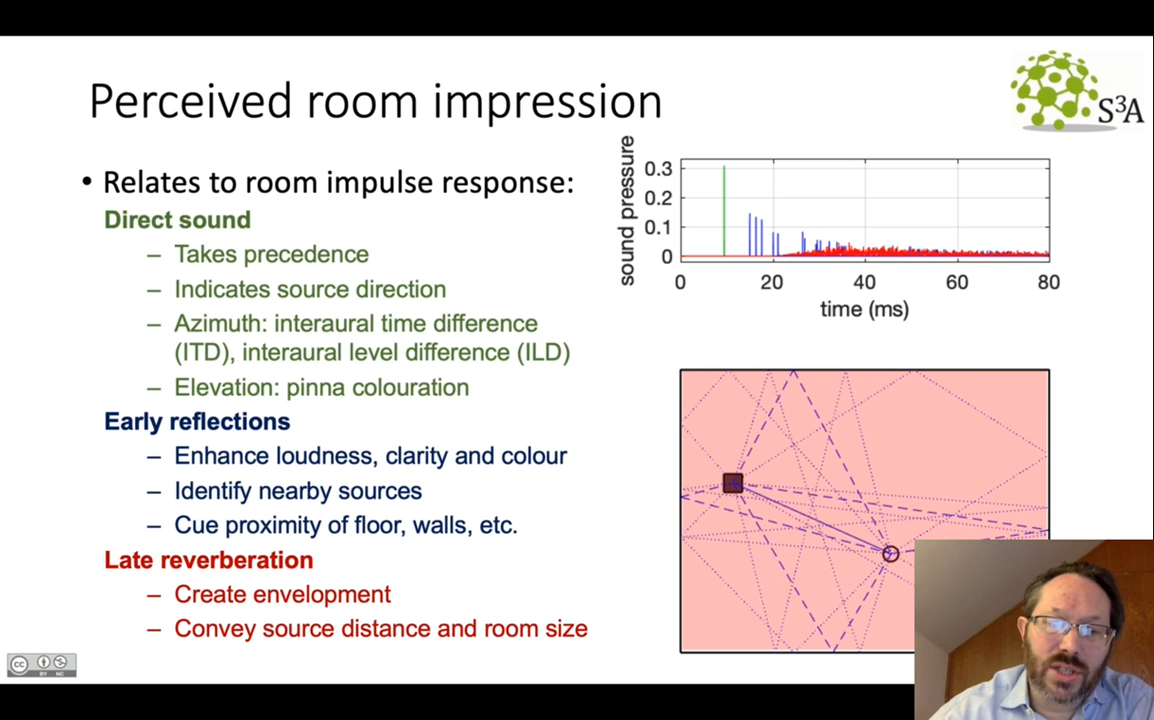 Perceived room impression
S³A
• Relates to room impulse response:
Direct sound
– Takes precedence
– Indicates source direction
– Azimuth: interaural time difference
(ITD), interaural level difference (ILD)
– Elevation: pinna colouration
Early reflections
– Enhance loudness, clarity and colour
– Identify nearby sources
– Cue proximity of floor, walls, etc.
Late reverberation
– Create envelopment
– Convey source distance and room size
sound pressure
0.3
0.2
0.1
0
0 20 40 60 80
time (ms)
cc
BY NC